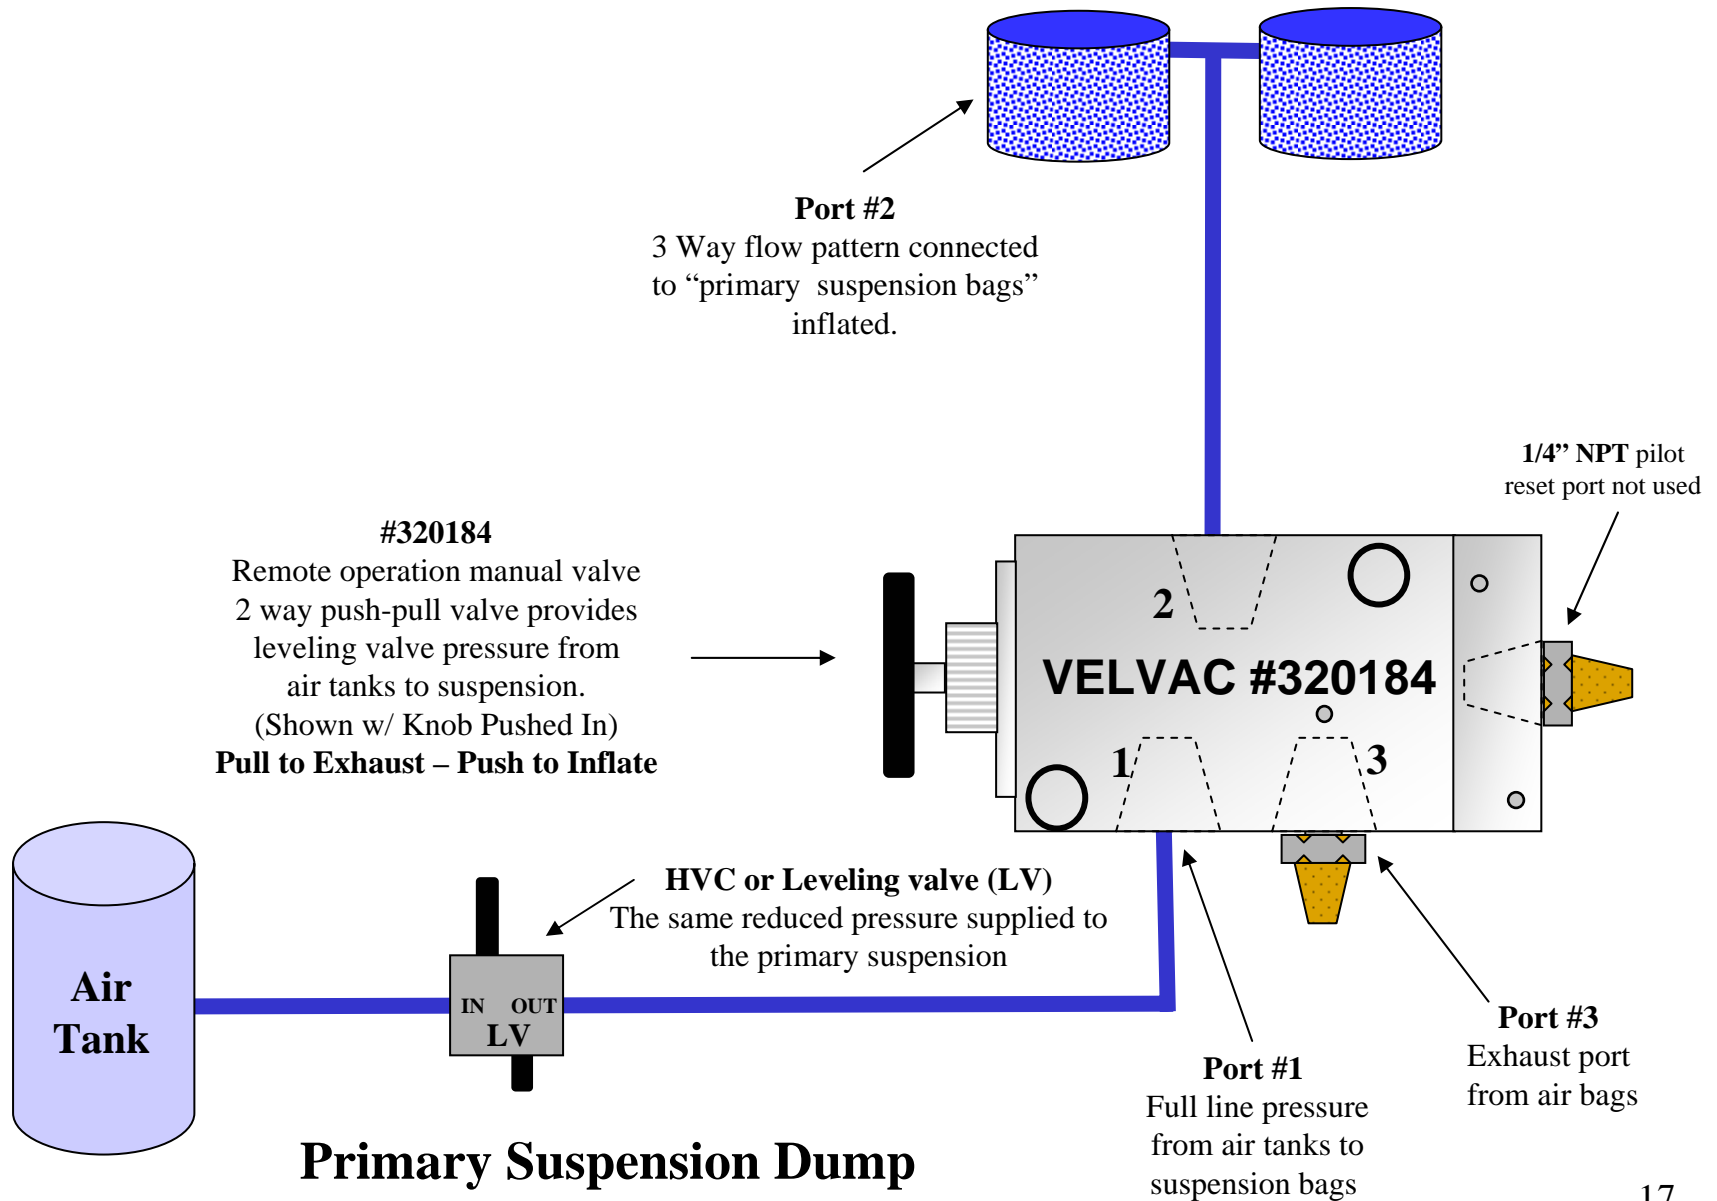 Port #2
3 Way flow pattern connected
to “primary  suspension bags”
inflated.
1/4” NPT pilot
reset port not used
#320184
Remote operation manual valve
2 way push-pull valve provides
leveling valve pressure from
air tanks to suspension.
(Shown w/ Knob Pushed In)
Pull to Exhaust – Push to Inflate
2
VELVAC #320184
1
3
HVC or Leveling valve (LV)
The same reduced pressure supplied to
the primary suspension
Air
Tank
IN OUT
LV
Port #3
Exhaust port
from air bags
Port #1
Full line pressure
from air tanks to
suspension bags
Primary Suspension Dump
17